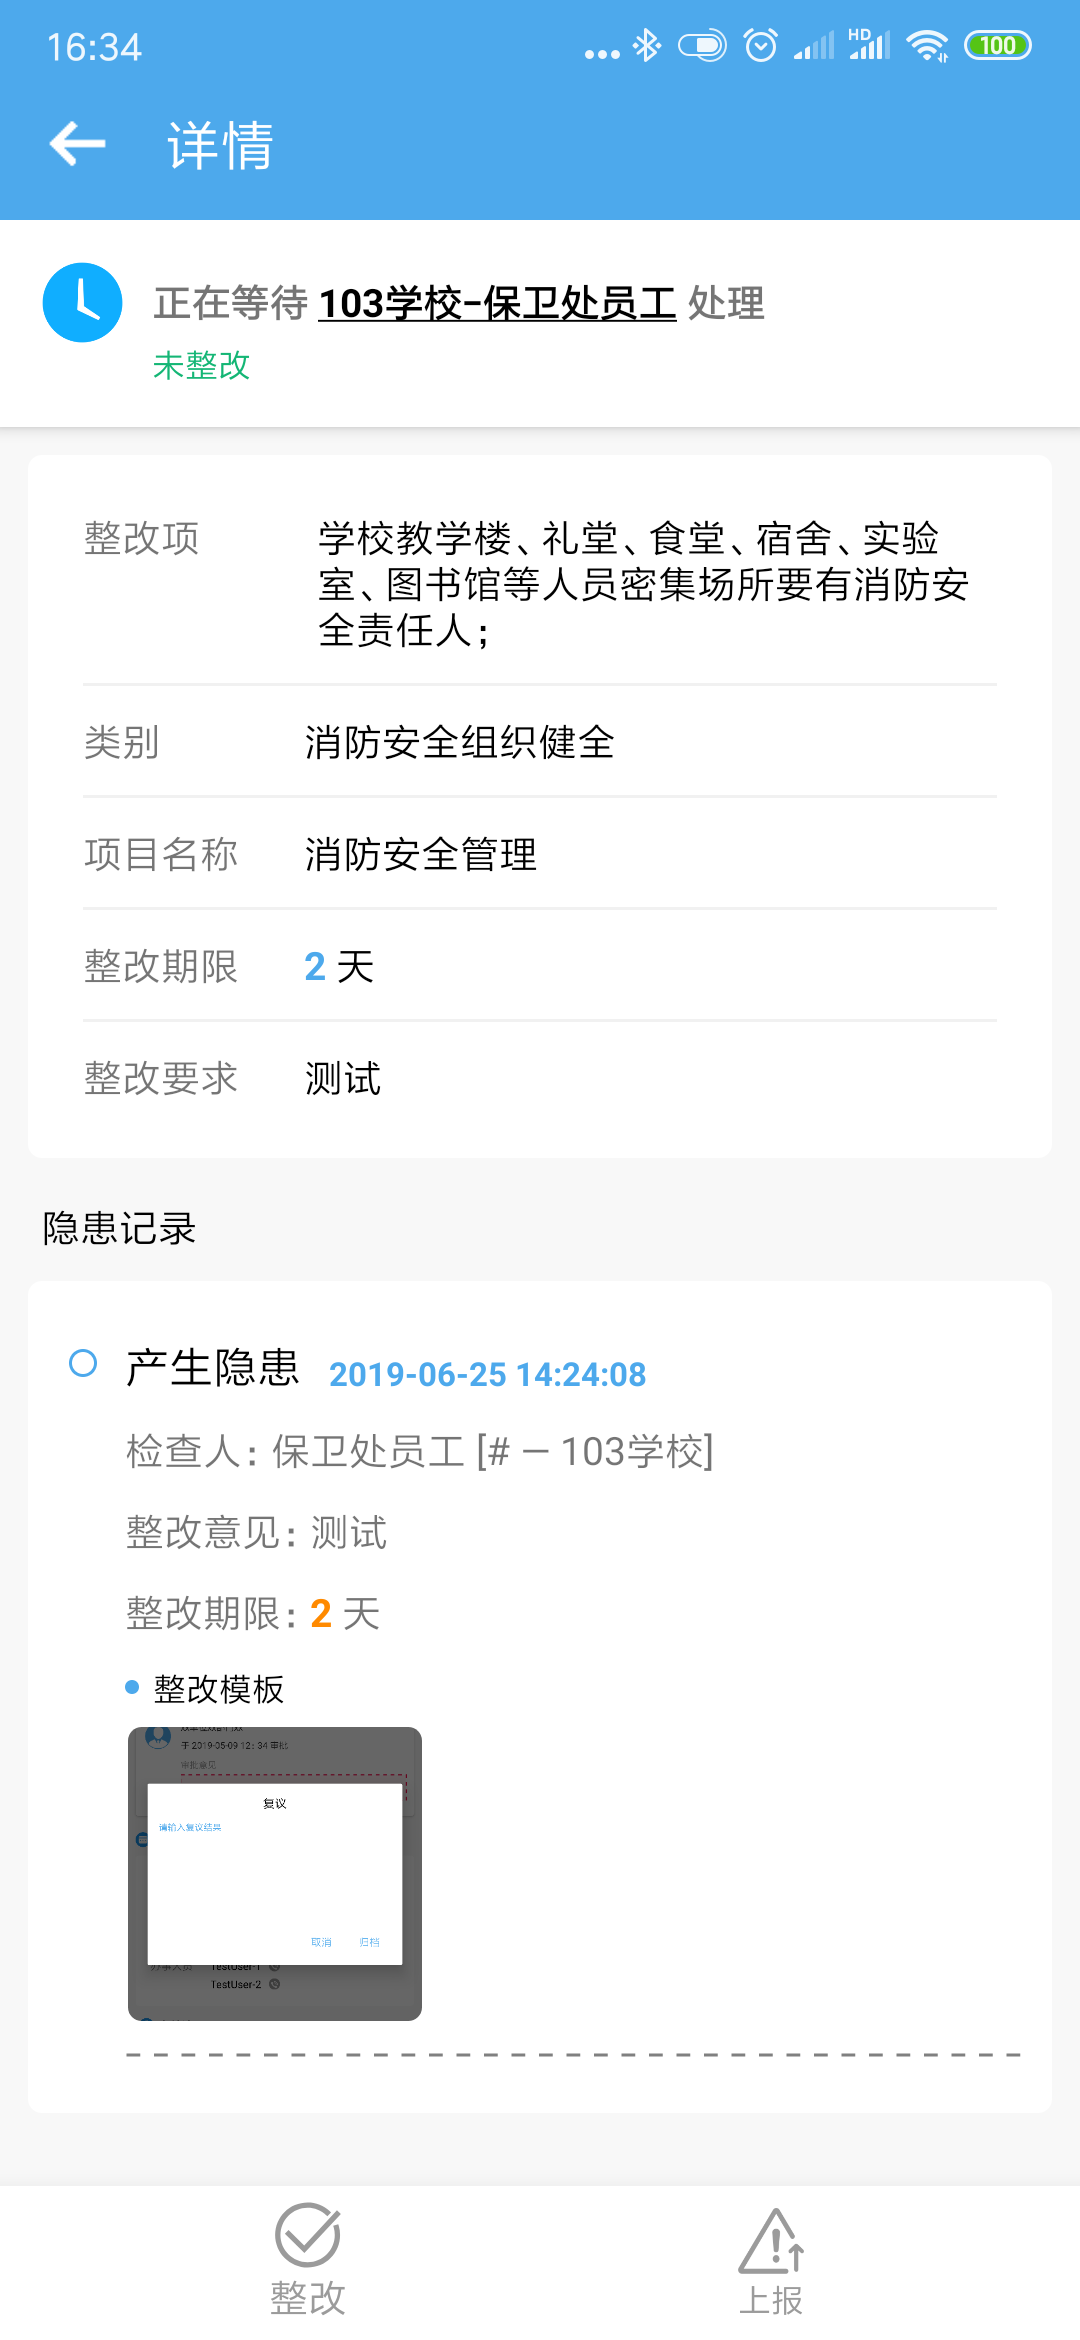 16:34
HD
100
详情
正在等待 103学校-保卫处员工 处理
未整改
整改项
学校教学楼、礼堂、食堂、宿舍、实验
室、图书馆等人员密集场所要有消防安
全责任人；
类别 消防安全组织健全
项目名称 消防安全管理
整改期限 2 天
整改要求 测试
隐患记录
产生隐患 2019-06-25 14:24:08
检查人：保卫处员工 [# — 103学校]
整改意见：测试
整改期限：2 天
整改模板
于 2019-05-09 12：34 审批
审批意见
复议
请输入复议结果
取消 归档
办事人员 TestUser-1
TestUser-2
整改 上报